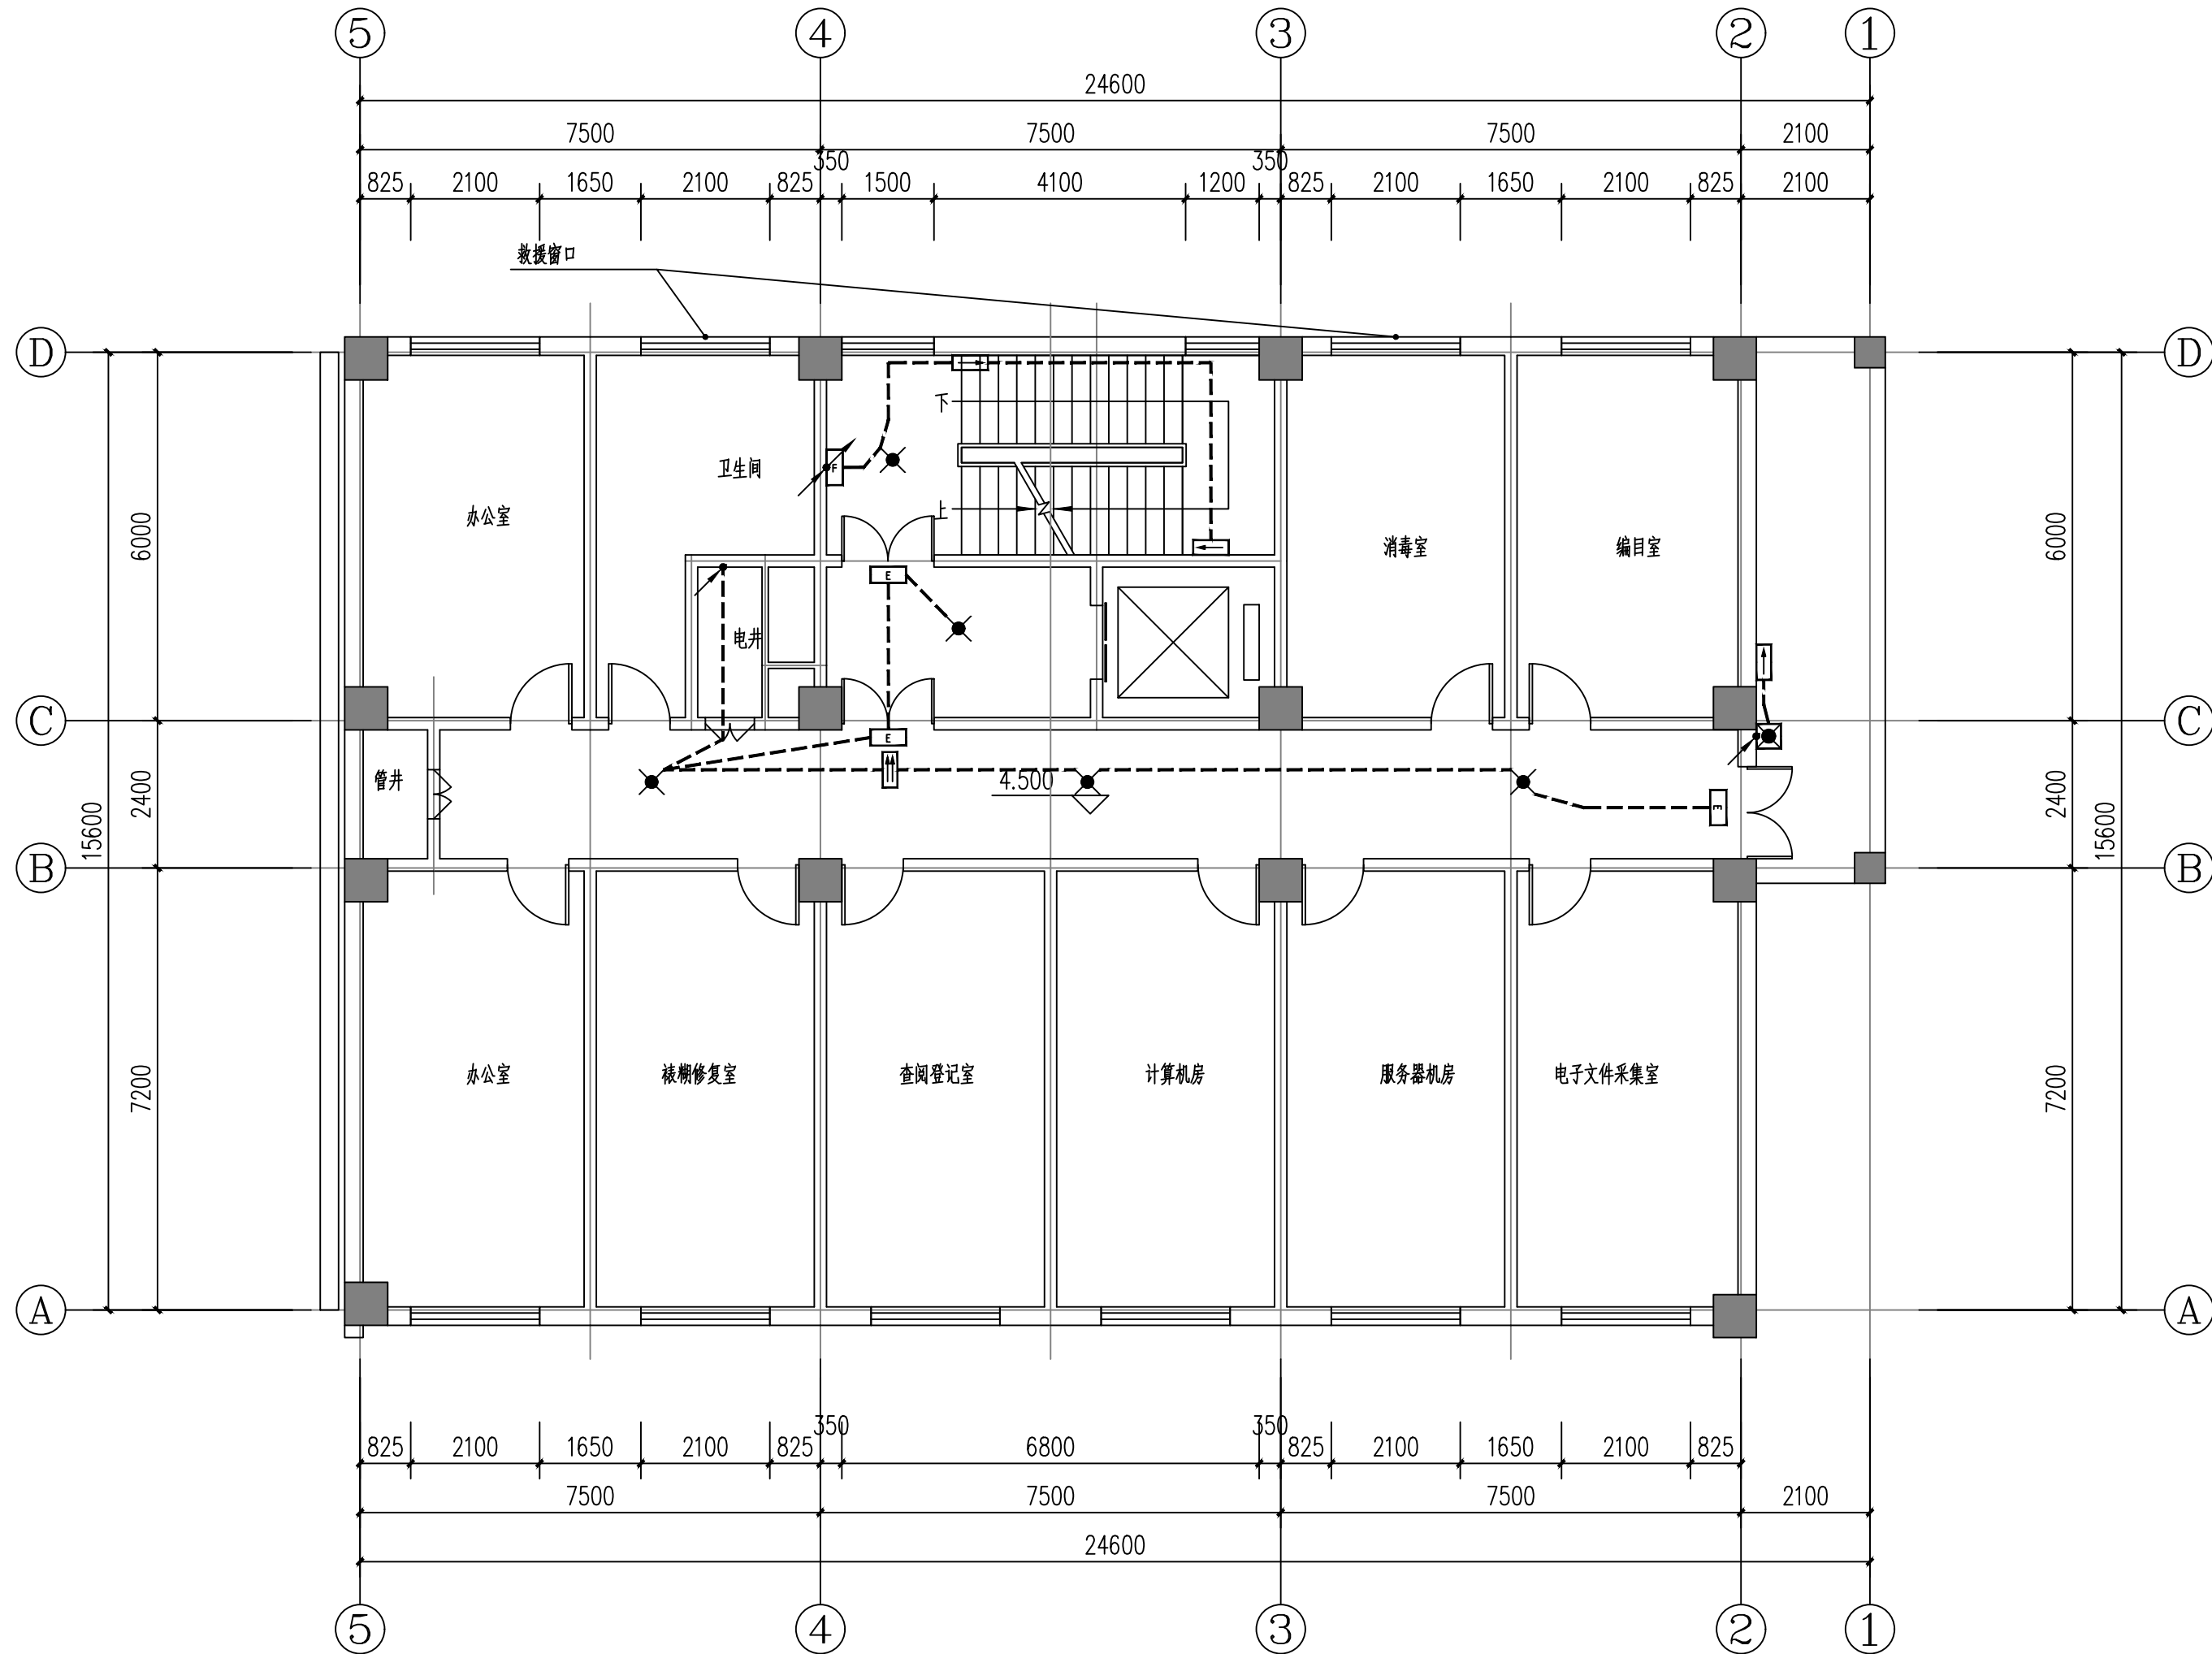 5 4 3 2 1
24600
7500 7500 7500 2100
350 350
825 2100 1650 2100 825 1500 4100 1200 825 2100 1650 2100 825 2100
救援窗口
D D
下
F
卫生间
上
办公室 消毒室 编目室
6000 6000
E
电井
C C
E
管井 4.500
2400 2400
E
15600 15600
B B
办公室 裱糊修复室 查阅登记室 计算机房 服务器机房 电子文件采集室
7200 7200
A A
350 350
825 2100 1650 2100 825 6800 825 2100 1650 2100 825
7500 7500 7500 2100
24600
5 4 3 2 1